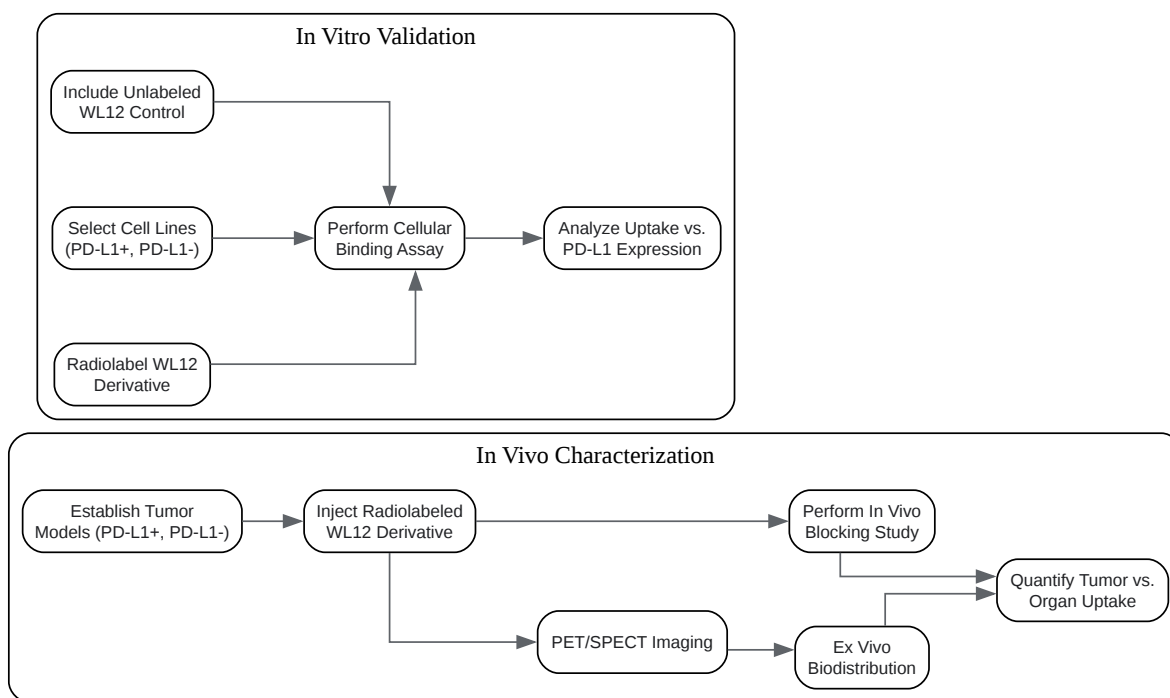 In Vitro Validation
Include Unlabeled
WL12 Control
Select Cell Lines
(PD-L1+, PD-L1-)
Perform Cellular
Binding Assay
Analyze Uptake vs.
PD-L1 Expression
Radiolabel WL12
Derivative
In Vivo Characterization
Establish Tumor
Models (PD-L1+, PD-L1-)
Inject Radiolabeled
WL12 Derivative
Perform In Vivo
Blocking Study
Quantify Tumor vs.
Organ Uptake
PET/SPECT Imaging
Ex Vivo
Biodistribution